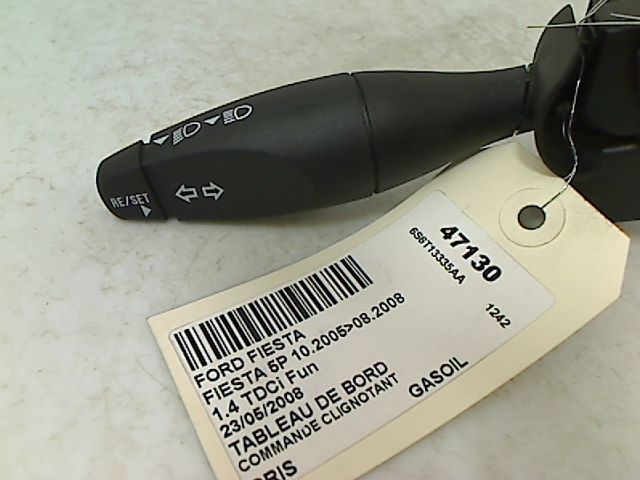 RE/SET
47130
6S6T13335AA
1242
FORD FIESTA
FIESTA 5P 10.2005>08.2008
1.4 TDCi Fun
23/05/2008
TABLEAU DE BORD
COMMANDE CLIGNOTANT
GASOIL